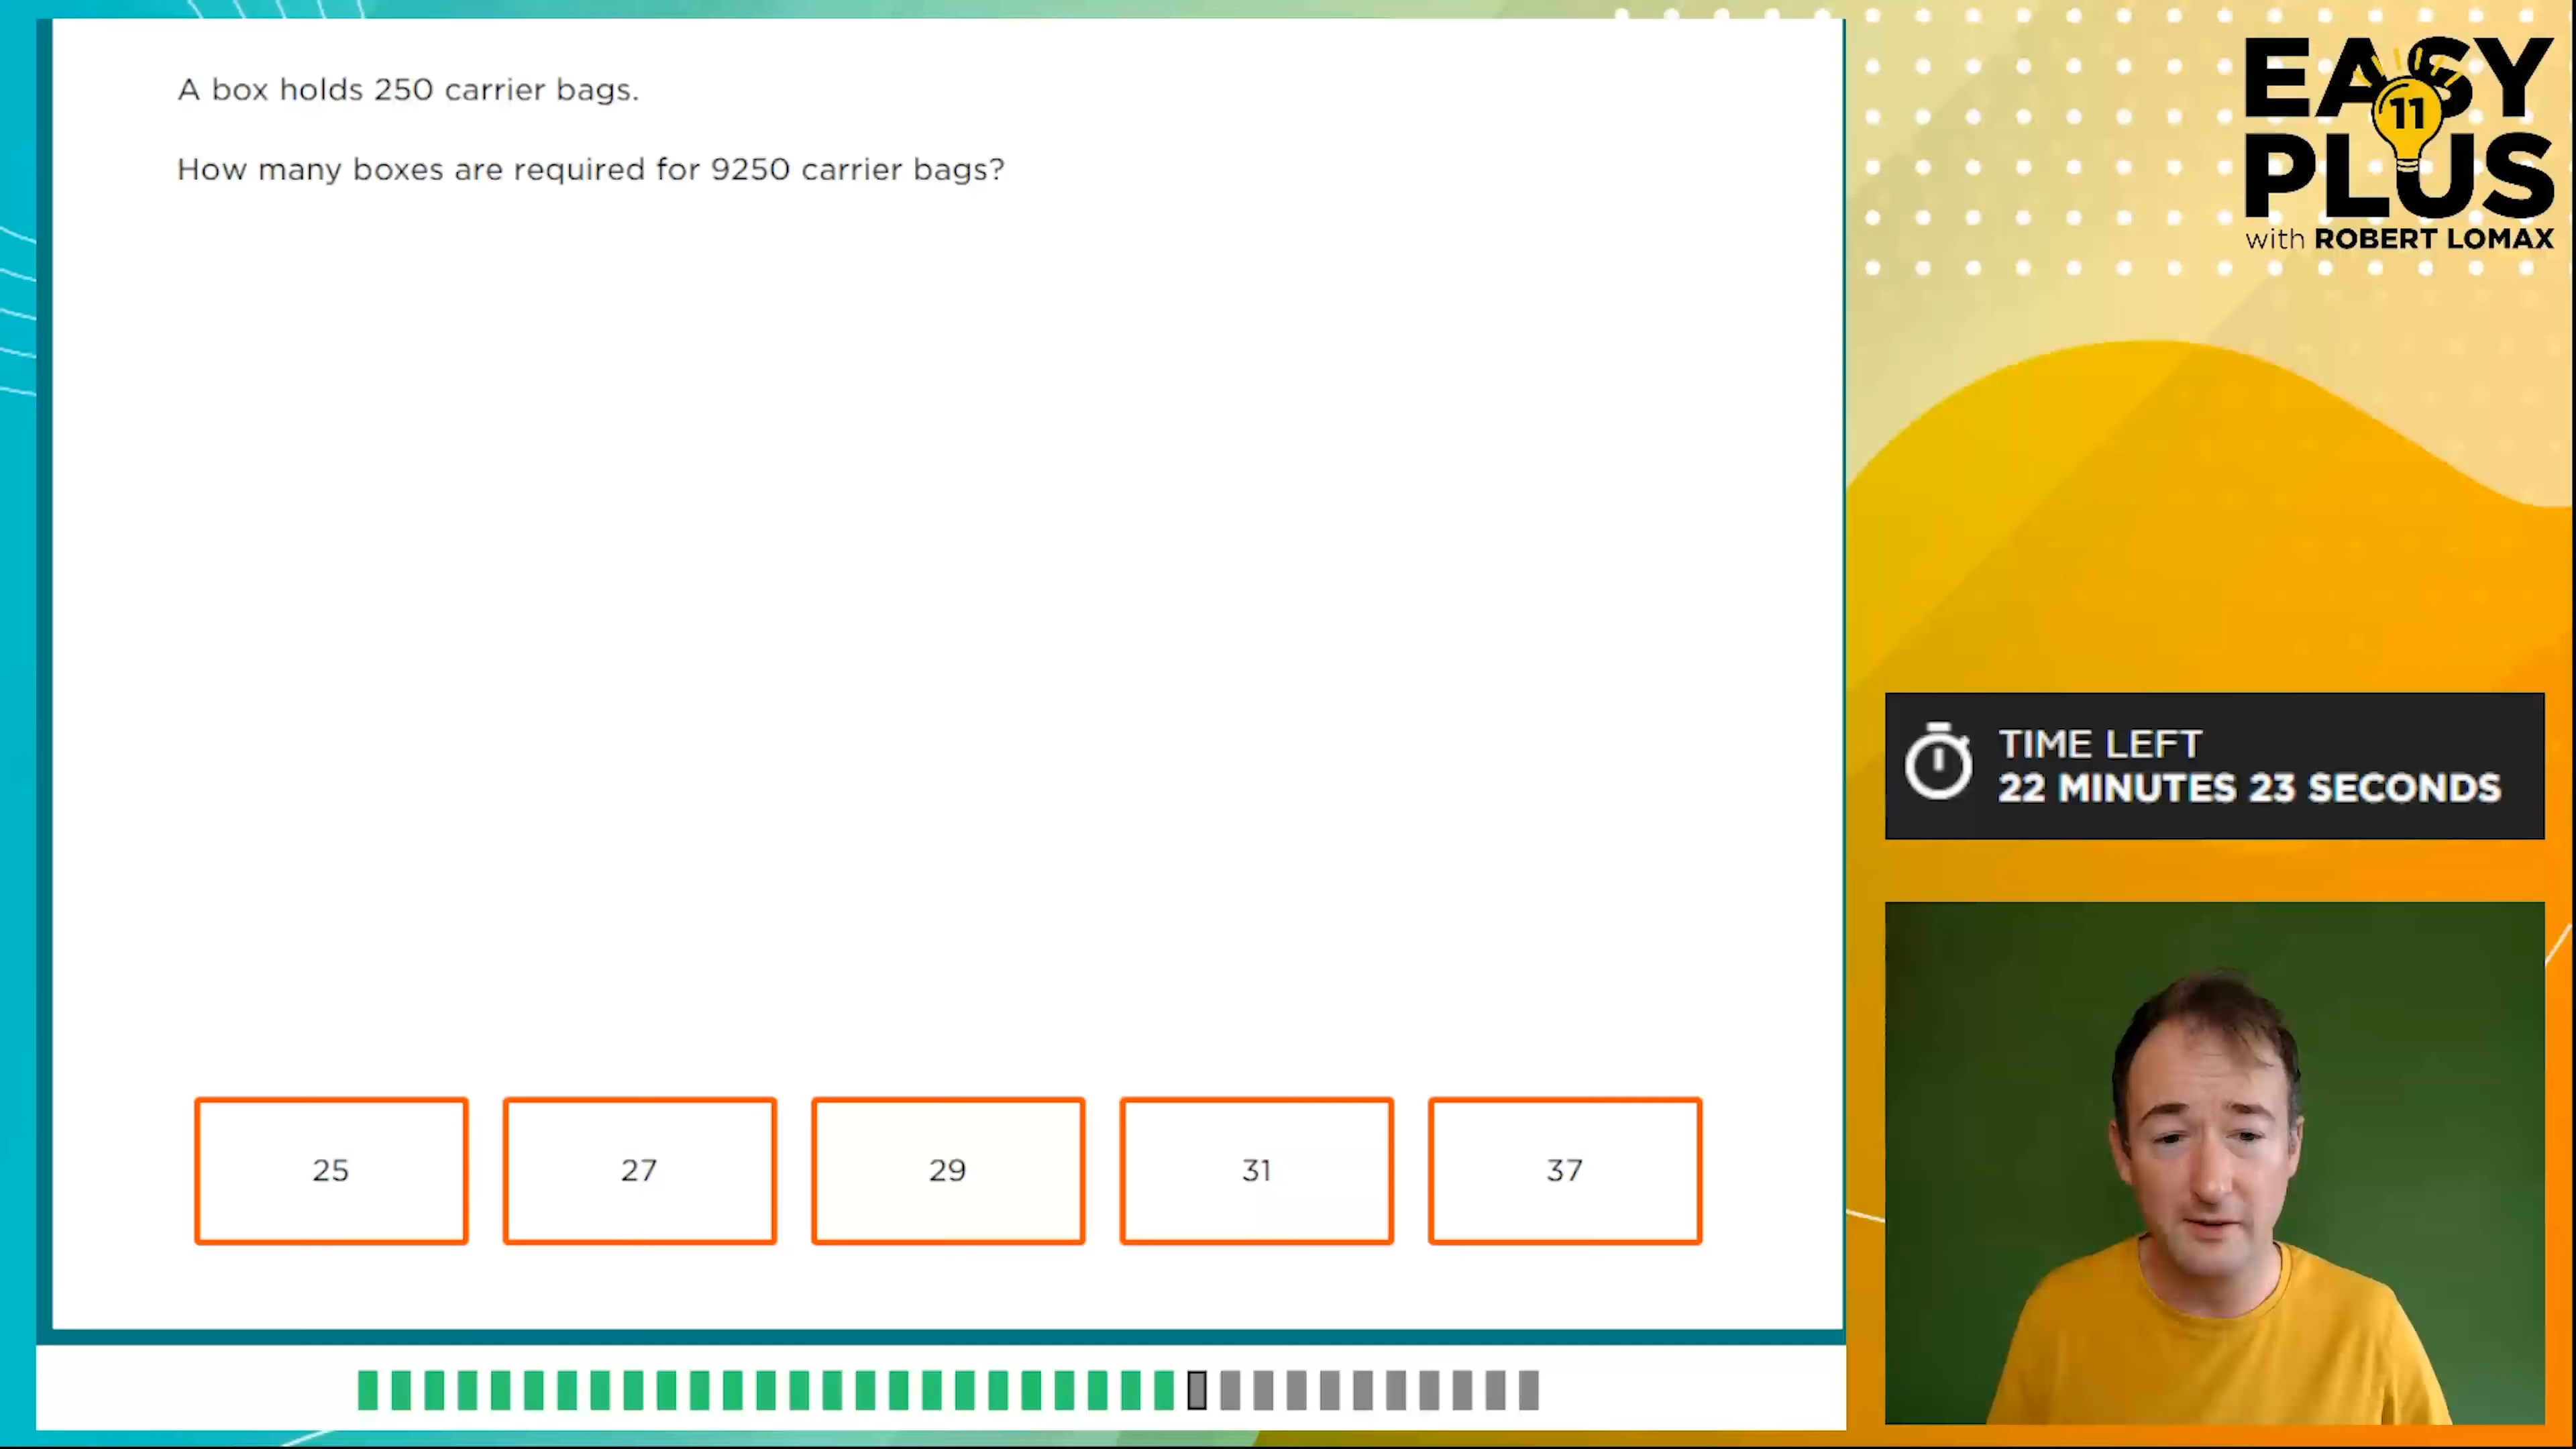 A box holds 250 carrier bags.
How many boxes are required for 9250 carrier bags?
25
27
29
31
37
EASY
11
PLUS
with ROBERT LOMAX
TIME LEFT
22 MINUTES 23 SECONDS